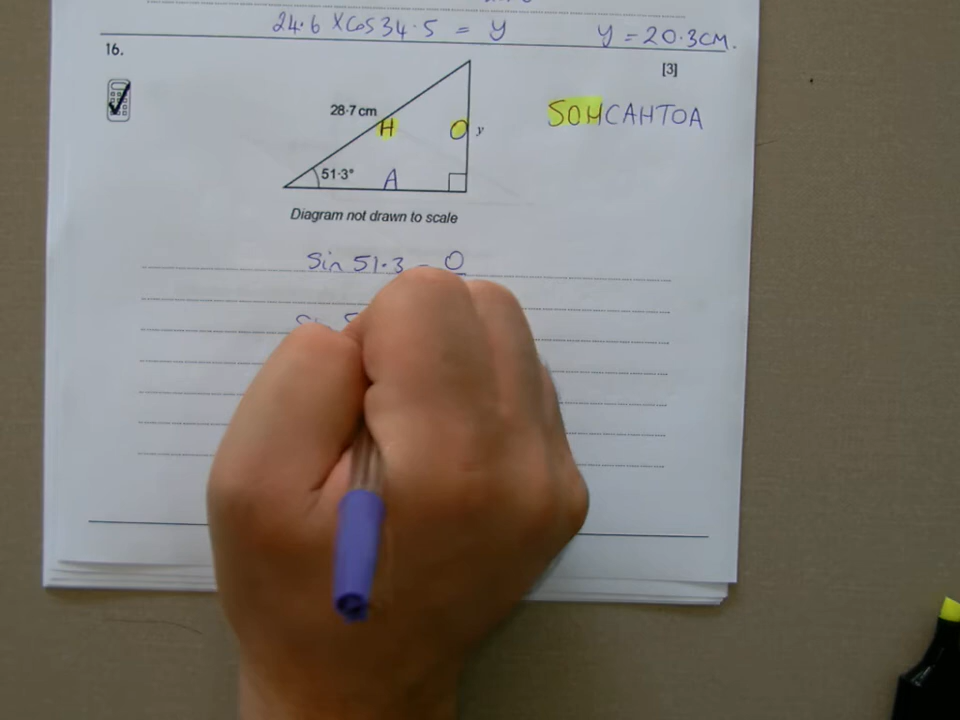 24.6 X Cos 34.5 = y y = 20.3cm.
16.
[3]
28·7 cm
SOHCAHTOA
H
O
y
51·3°
A
Diagram not drawn to scale
Sin 51.3 = O